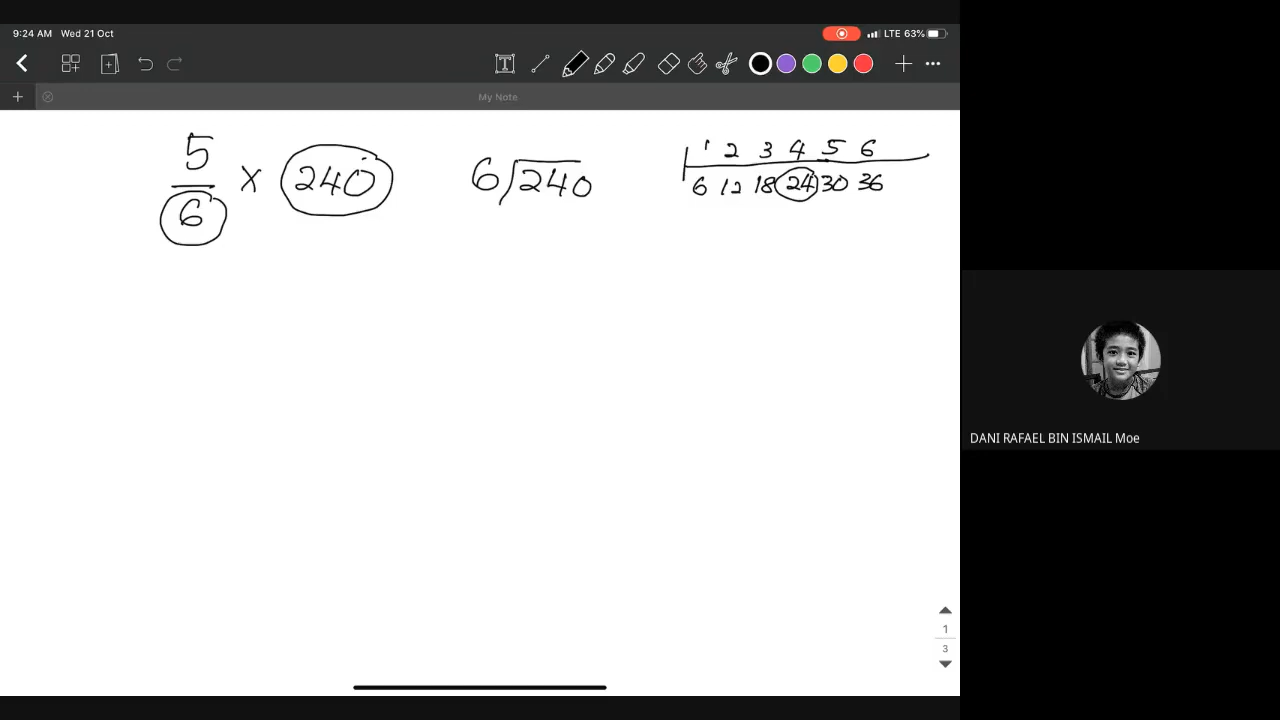 9:24 AM Wed 21 Oct
LTE 63%
T
My Note
5/6 × 240
6)240
1 2 3 4 5 6
6 12 18 24 30 36
DANI RAFAEL BIN ISMAIL Moe
1
3